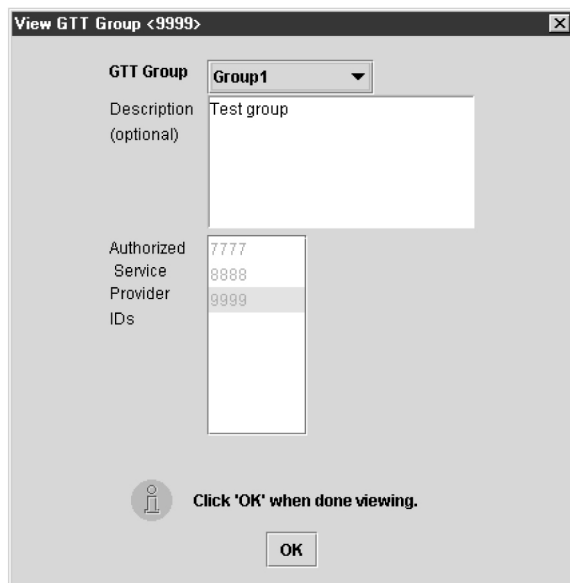 View GTT Group <9999>
GTT Group
Group1
Description
(optional)
Test group
Authorized
Service
Provider
IDs
7777
8888
9999
Click 'OK' when done viewing.
OK